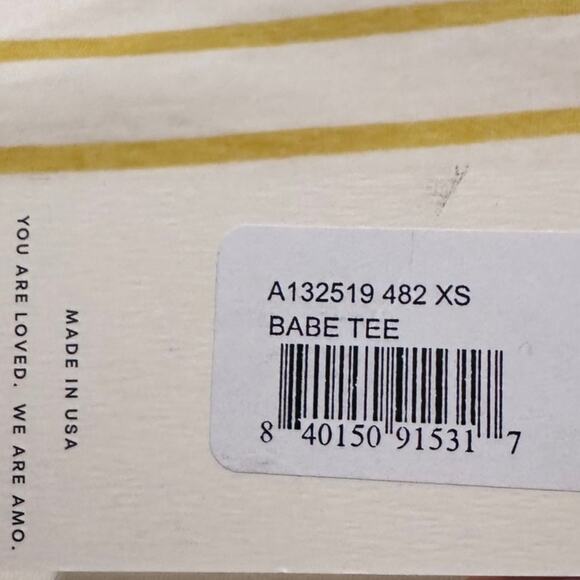 YOU ARE LOVED. WE ARE AMO.
MADE IN USA
A132519 482 XS
BABE TEE
8 40150 91531 7